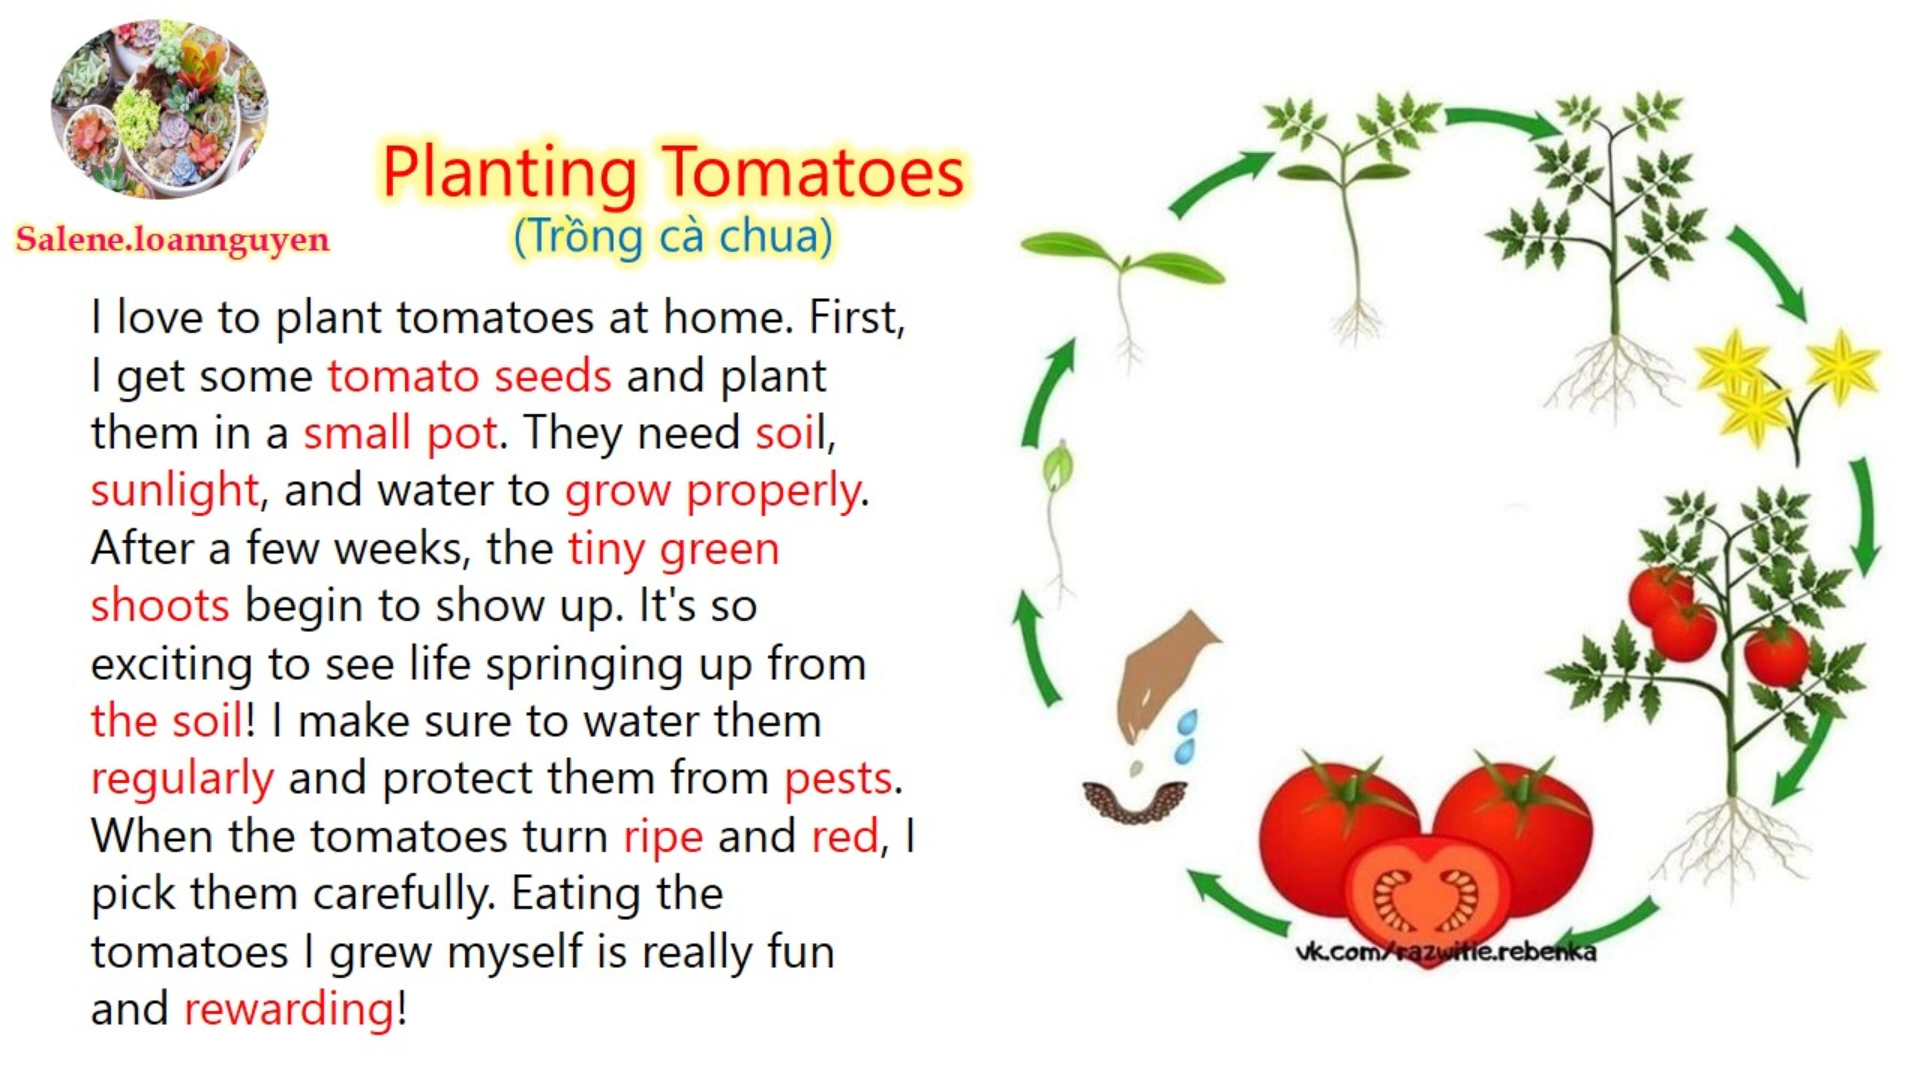 Salene.loannguyen
Planting Tomatoes
(Trồng cà chua)
I love to plant tomatoes at home. First,
I get some tomato seeds and plant
them in a small pot. They need soil,
sunlight, and water to grow properly.
After a few weeks, the tiny green
shoots begin to show up. It's so
exciting to see life springing up from
the soil! I make sure to water them
regularly and protect them from pests.
When the tomatoes turn ripe and red, I
pick them carefully. Eating the
tomatoes I grew myself is really fun
and rewarding!
vk.com/razwitie.rebenka